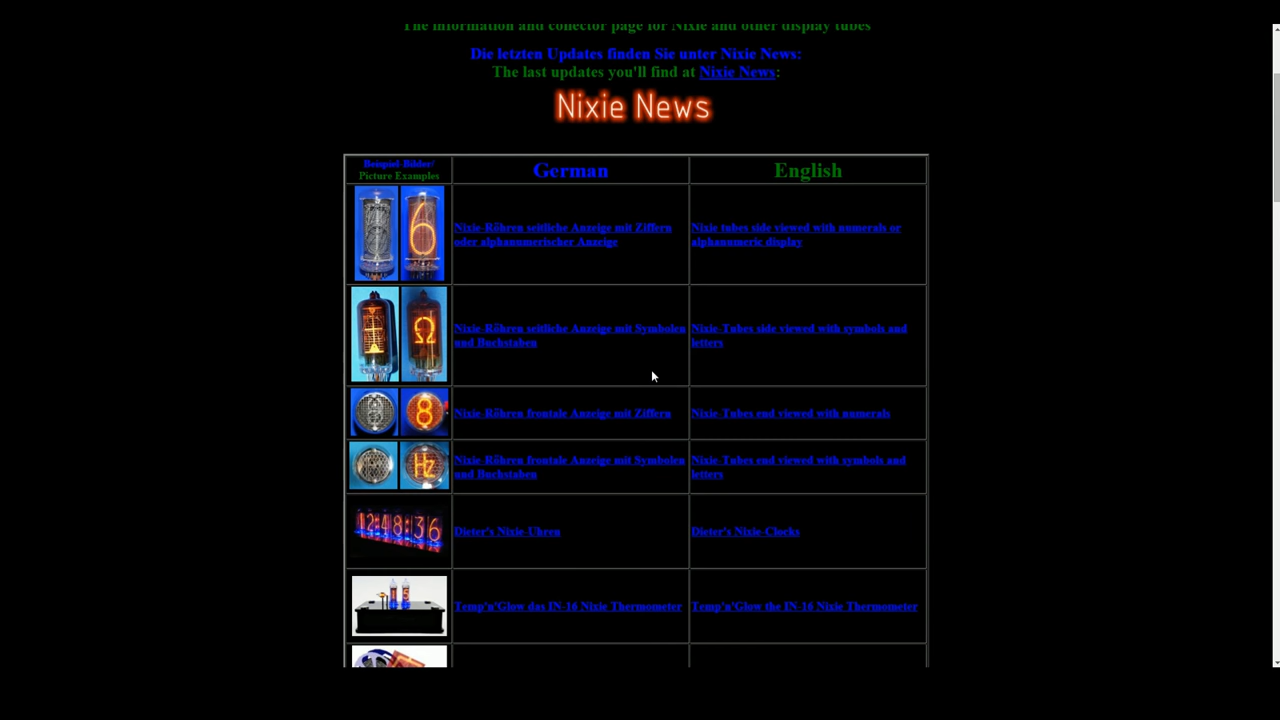 The information and collector page for Nixie and other display tubes
Die letzten Updates finden Sie unter Nixie News:
The last updates you'll find at Nixie News:
Nixie News
Beispiel-Bilder/
Picture Examples
German
English
6
Nixie-Röhren seitliche Anzeige mit Ziffern
oder alphanumerischer Anzeige
Nixie tubes side viewed with numerals or
alphanumeric display
Ω
Nixie-Röhren seitliche Anzeige mit Symbolen
und Buchstaben
Nixie-Tubes side viewed with symbols and
letters
8
Nixie-Röhren frontale Anzeige mit Ziffern
Nixie-Tubes end viewed with numerals
Hz
Nixie-Röhren frontale Anzeige mit Symbolen
und Buchstaben
Nixie-Tubes end viewed with symbols and
letters
12:48:36
Dieter's Nixie-Uhren
Dieter's Nixie-Clocks
Temp'n'Glow das IN-16 Nixie Thermometer
Temp'n'Glow the IN-16 Nixie Thermometer